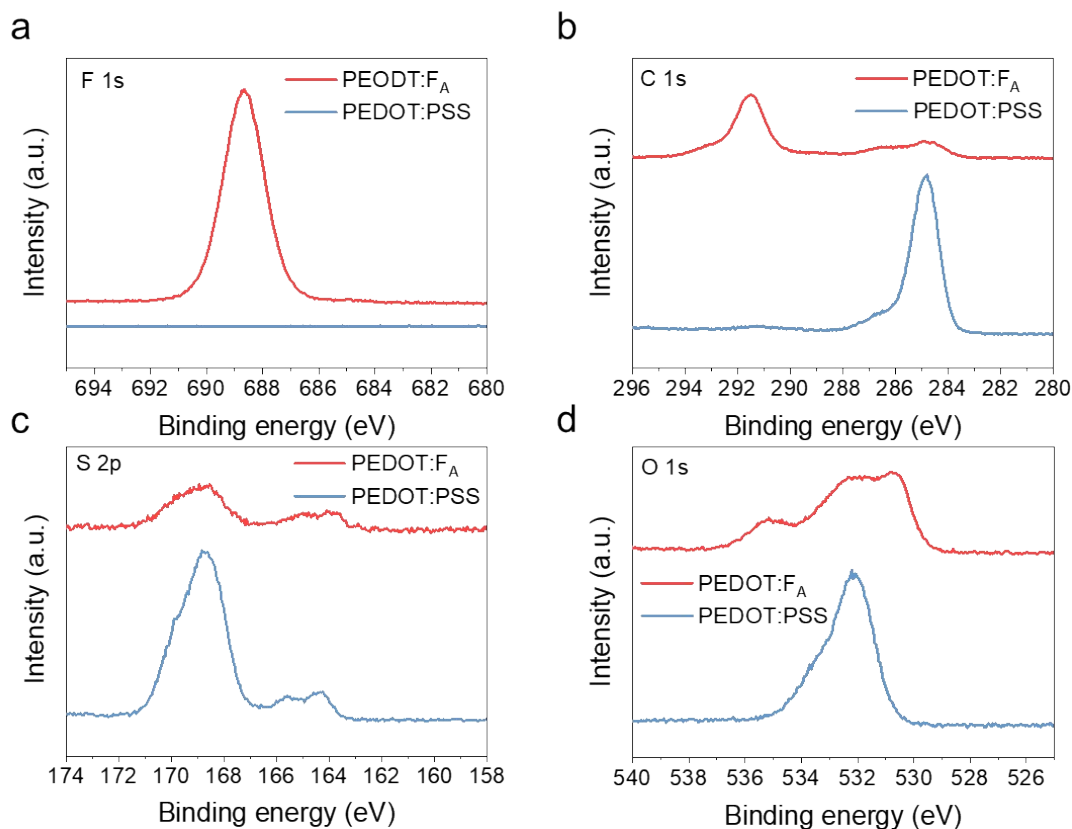 a
F 1s
PEODT:FA
PEDOT:PSS
Intensity (a.u.)
694 692 690 688 686 684 682 680
Binding energy (eV)
b
C 1s
PEDOT:FA
PEDOT:PSS
Intensity (a.u.)
296 294 292 290 288 286 284 282 280
Binding energy (eV)
c
S 2p
PEDOT:FA
PEDOT:PSS
Intensity (a.u.)
174 172 170 168 166 164 162 160 158
Binding energy (eV)
d
O 1s
PEDOT:FA
PEDOT:PSS
Intensity (a.u.)
540 538 536 534 532 530 528 526
Binding energy (eV)